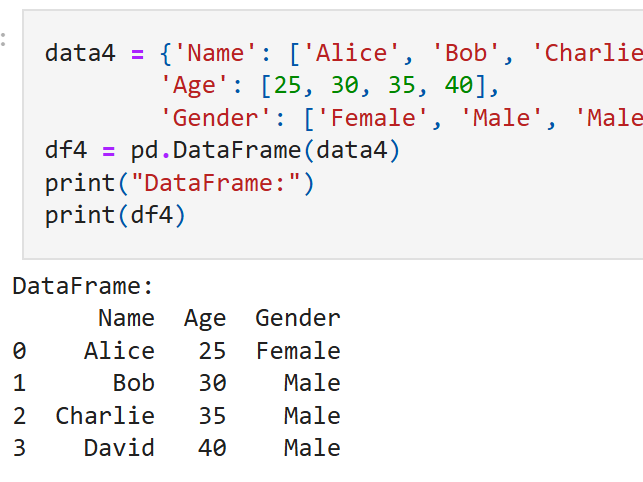 data4 = {'Name': ['Alice', 'Bob', 'Charlie
'Age': [25, 30, 35, 40],
'Gender': ['Female', 'Male', 'Male
df4 = pd.DataFrame(data4)
print("DataFrame:")
print(df4)
DataFrame:
Name Age Gender
0 Alice 25 Female
1 Bob 30 Male
2 Charlie 35 Male
3 David 40 Male